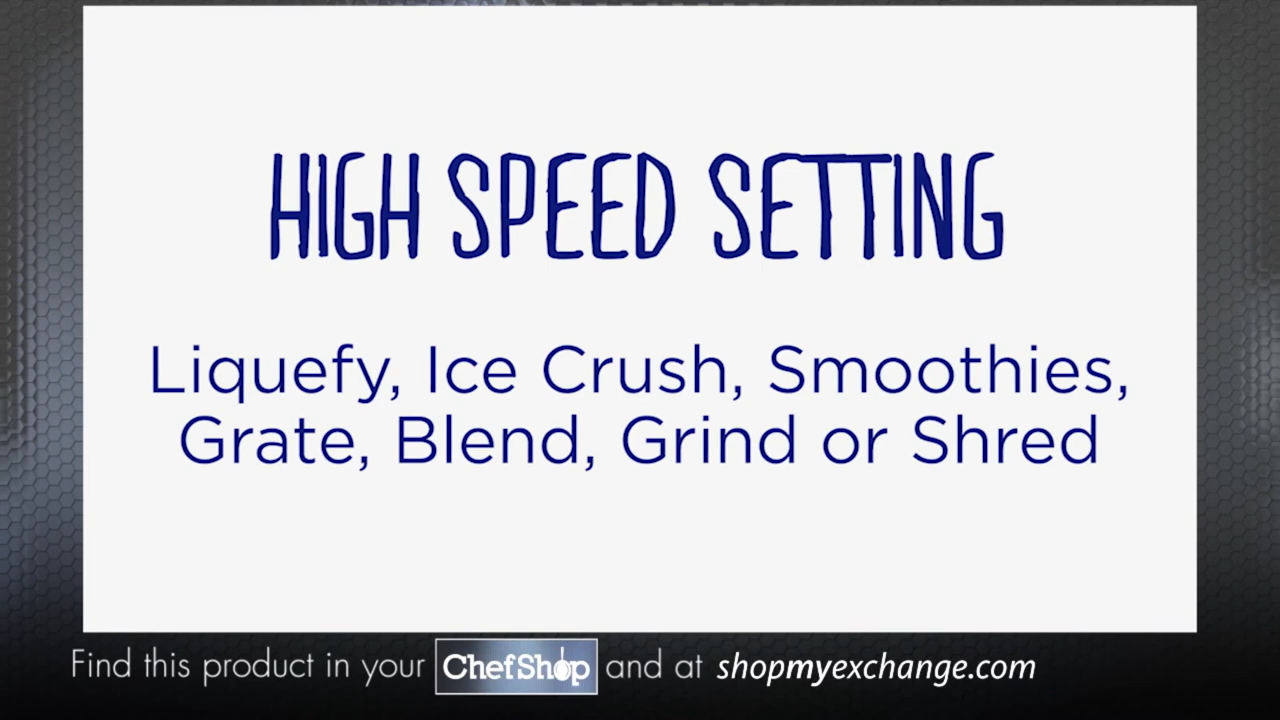 HIGH SPEED SETTING
Liquefy, Ice Crush, Smoothies,
Grate, Blend, Grind or Shred
Find this product in your ChefShop and at shopmyexchange.com